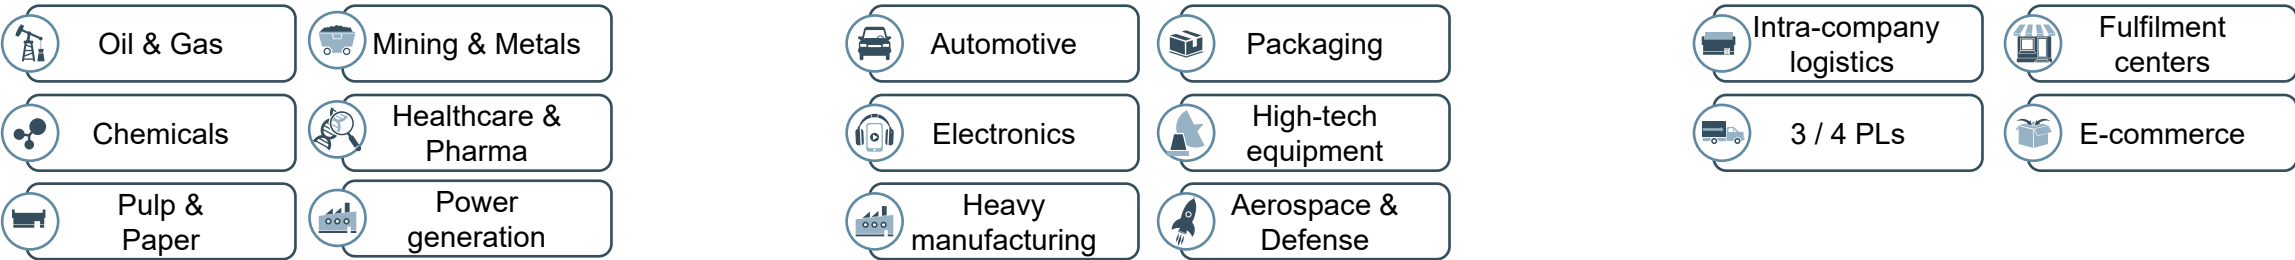 Oil & Gas
Mining & Metals
Chemicals
Healthcare &
Pharma
Pulp &
Paper
Power
generation
Automotive
Packaging
Electronics
High-tech
equipment
Heavy
manufacturing
Aerospace &
Defense
Intra-company
logistics
Fulfilment
centers
3 / 4 PLs
E-commerce